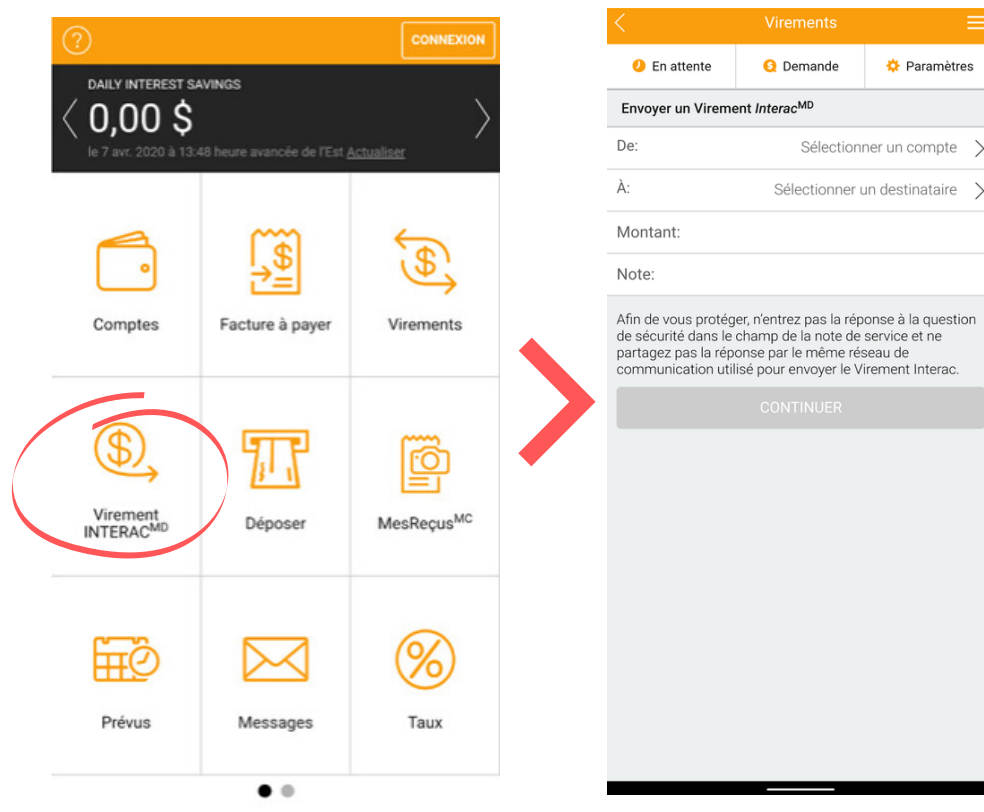 ?
CONNEXION
DAILY INTEREST SAVINGS
0,00 $
le 7 avr. 2020 à 13:48 heure avancée de l'Est Actualiser
Comptes
Facture à payer
Virements
Virement
INTERACMD
Déposer
MesReçusMC
Prévus
Messages
Taux
Virements
En attente
Demande
Paramètres
Envoyer un Virement InteracMD
De:
Sélectionner un compte
À:
Sélectionner un destinataire
Montant:
Note:
Afin de vous protéger, n'entrez pas la réponse à la question
de sécurité dans le champ de la note de service et ne
partagez pas la réponse par le même réseau de
communication utilisé pour envoyer le Virement Interac.
CONTINUER